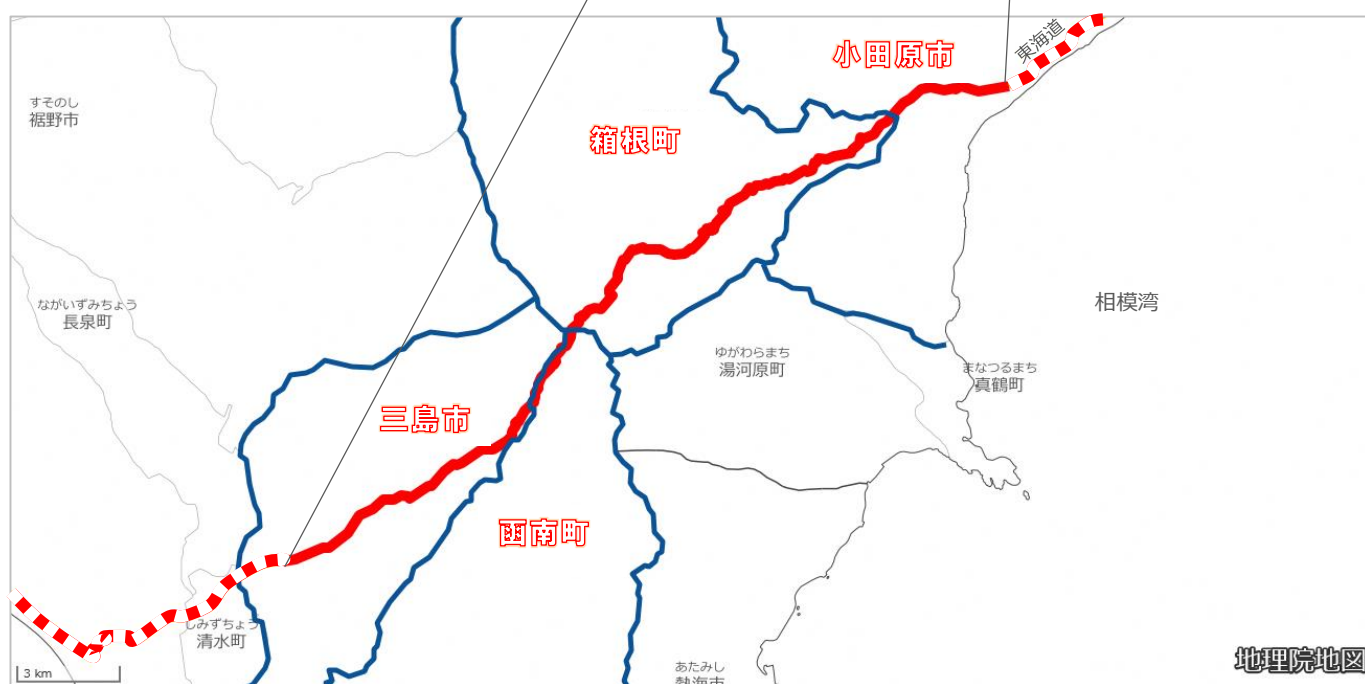 小田原市
東海道
すそのし
裾野市
箱根町
ながいずみちょう
長泉町
相模湾
ゆがわらまち
湯河原町
まなつるまち
真鶴町
三島市
函南町
しみずちょう
清水町
あたみし
熱海市
3 km
地理院地図